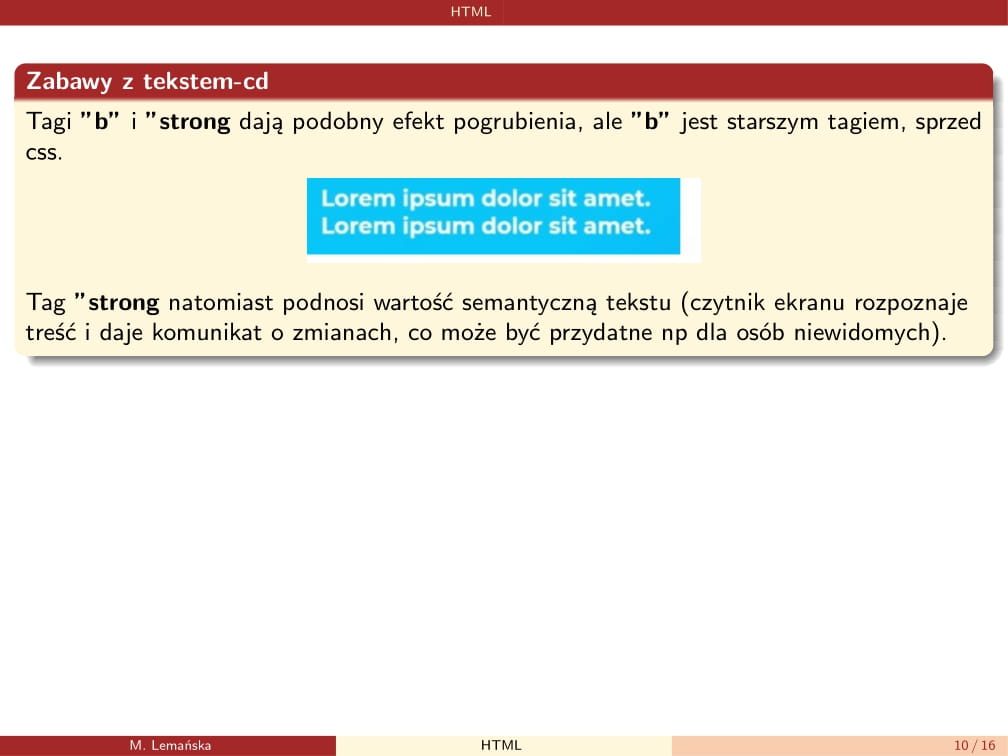 HTML
Zabawy z tekstem-cd
Tagi ”b” i ”strong dają podobny efekt pogrubienia, ale ”b” jest starszym tagiem, sprzed
css.
Lorem ipsum dolor sit amet.
Lorem ipsum dolor sit amet.
Tag ”strong natomiast podnosi wartość semantyczną tekstu (czytnik ekranu rozpoznaje
treść i daje komunikat o zmianach, co może być przydatne np dla osób niewidomych).
M. Lemańska HTML 10 / 16